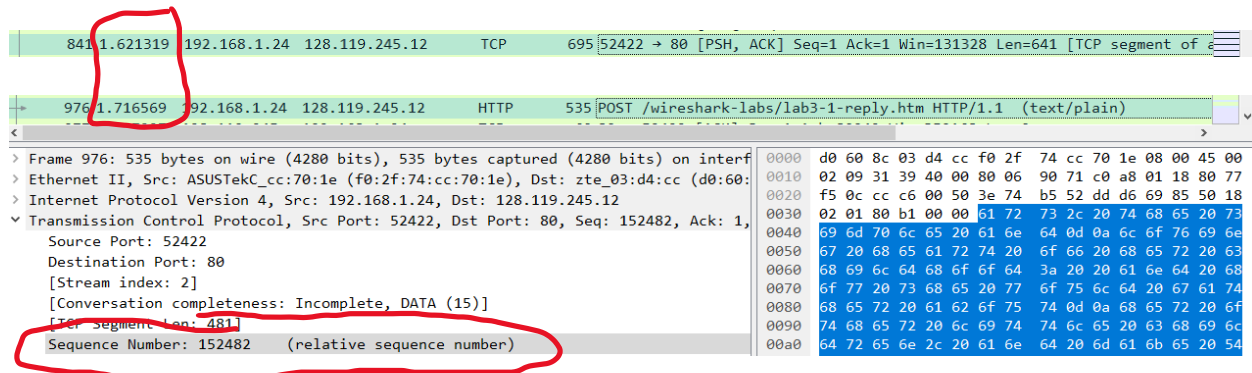 841 1.621319 192.168.1.24 128.119.245.12 TCP 695 52422 → 80 [PSH, ACK] Seq=1 Ack=1 Win=131328 Len=641 [TCP segment of a
976 1.716569 192.168.1.24 128.119.245.12 HTTP 535 POST /wireshark-labs/lab3-1-reply.htm HTTP/1.1 (text/plain)
> Frame 976: 535 bytes on wire (4280 bits), 535 bytes captured (4280 bits) on interf
> Ethernet II, Src: ASUSTekC_cc:70:1e (f0:2f:74:cc:70:1e), Dst: zte_03:d4:cc (d0:60:
> Internet Protocol Version 4, Src: 192.168.1.24, Dst: 128.119.245.12
Transmission Control Protocol, Src Port: 52422, Dst Port: 80, Seq: 152482, Ack: 1,
Source Port: 52422
Destination Port: 80
[Stream index: 2]
[Conversation completeness: Incomplete, DATA (15)]
[TCP Segment Len: 481]
Sequence Number: 152482 (relative sequence number)
0000 d0 60 8c 03 d4 cc f0 2f 74 cc 70 1e 08 00 45 00
0010 02 09 31 39 40 00 80 06 90 71 c0 a8 01 18 80 77
0020 f5 0c cc c6 00 50 3e 74 b5 52 dd d6 69 85 50 18
0030 02 01 80 b1 00 00 61 72 73 2c 20 74 68 65 20 73
0040 69 6d 70 6c 65 20 61 6e 64 0d 0a 6c 6f 76 69 6e
0050 67 20 68 65 61 72 74 20 6f 66 20 68 65 72 20 63
0060 68 69 6c 64 68 6f 6f 64 3a 20 20 61 6e 64 20 68
0070 6f 77 20 73 68 65 20 77 6f 75 6c 64 20 67 61 74
0080 68 65 72 20 61 62 6f 75 74 0d 0a 68 65 72 20 6f
0090 74 68 65 72 20 6c 69 74 74 6c 65 20 63 68 69 6c
00a0 64 72 65 6e 2c 20 61 6e 64 20 6d 61 6b 65 20 54